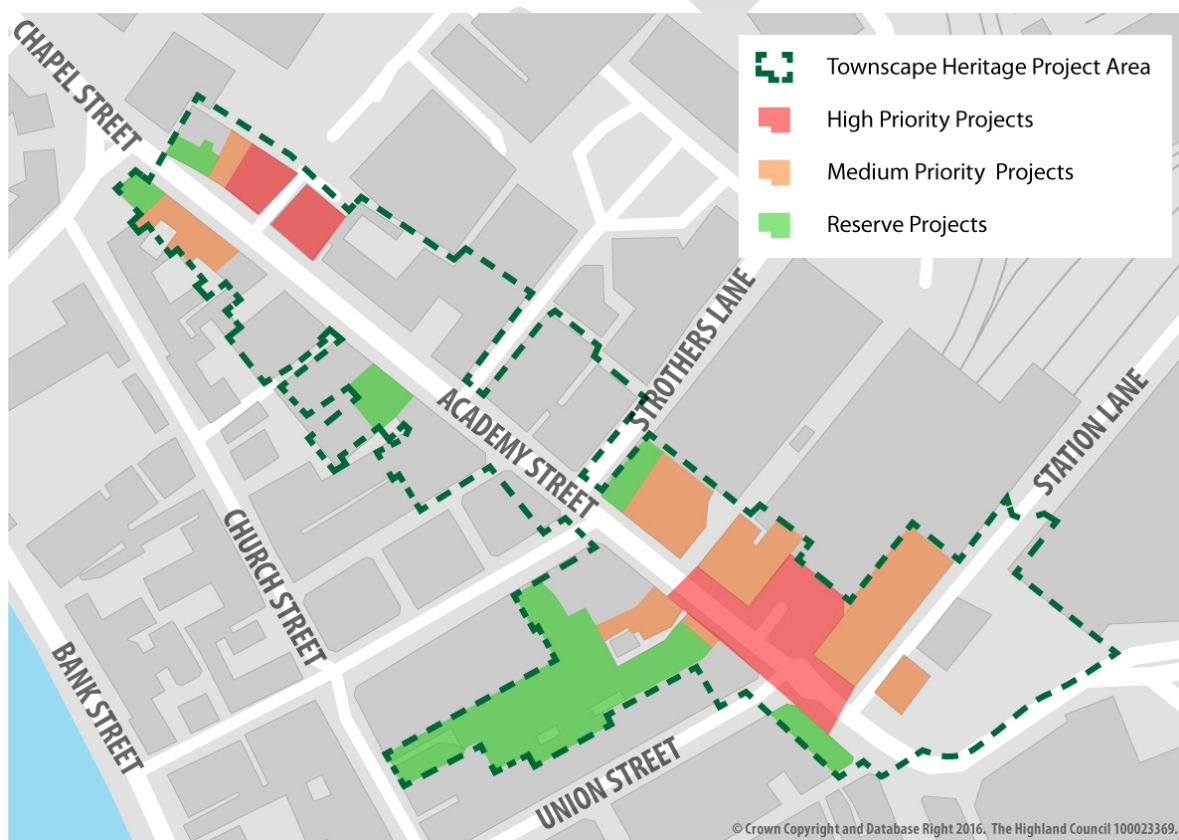 CHAPEL STREET
Townscape Heritage Project Area
High Priority Projects
Medium Priority Projects
Reserve Projects
STROTHERS LANE
ACADEMY STREET
STATION LANE
CHURCH STREET
BANK STREET
UNION STREET
© Crown Copyright and Database Right 2016. The Highland Council 100023369.